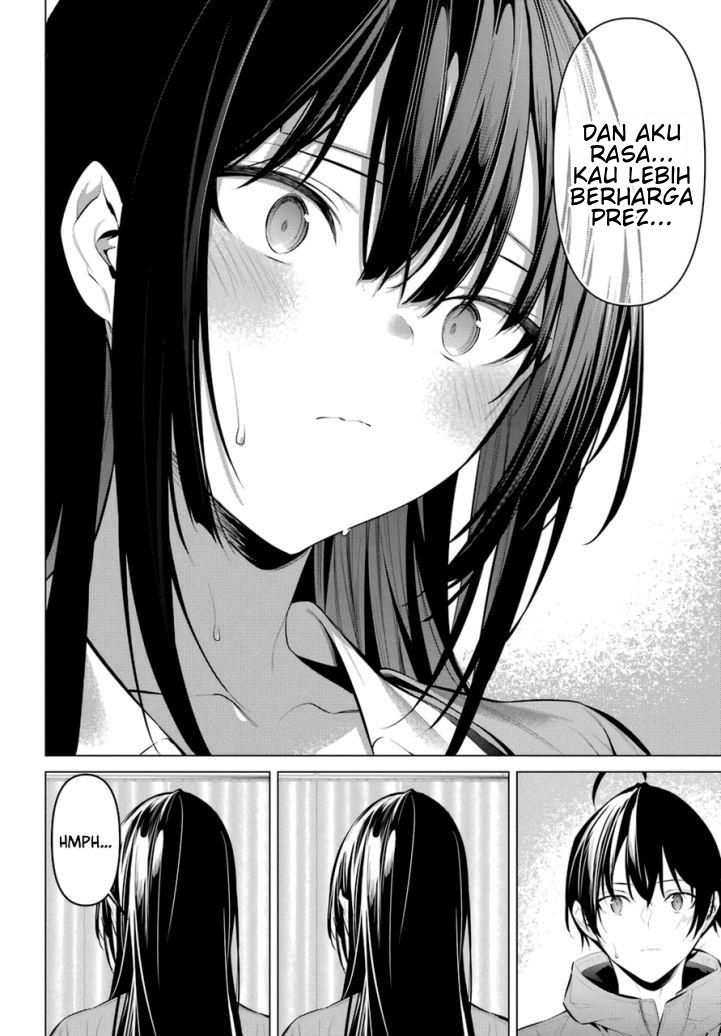 DAN AKU
RASA...
KAU LEBIH
BERHARGA
PREZ...
HMPH...